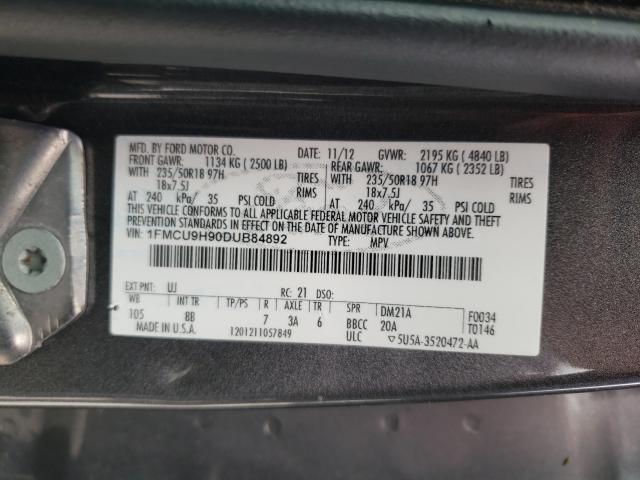 MFD. BY FORD MOTOR CO. 11/12 GVWR: 2195 KG ( 4840 LB)
FRONT GAWR: 1134 KG ( 2500 LB) REAR GAWR: 1067 KG ( 2352 LB)
WITH 235/50R18 97H TIRES WITH 235/50R18 97H TIRES
18x7.5J RIMS 18x7.5J RIMS
AT 240 kPa/ 35 PSI COLD AT 240 kPa/ 35 PSI COLD
THIS VEHICLE CONFORMS TO ALL APPLICABLE FEDERAL MOTOR VEHICLE SAFETY AND THEFT
PREVENTION STANDARDS IN EFFECT ON THE DATE OF MANUFACTURE SHOWN ABOVE.
VIN: 1FMCU9H90DUB84892 TYPE: MPV
EXT PNT: UJ RC: 21 DSO:
WB INT TR TP/PS R AXLE TR SPR DM21A F0034
105 8B 7 3A 6 BBCC 20A T0146
MADE IN U.S.A. 1201211057849 ULC ▽5U5A-3520472-AA